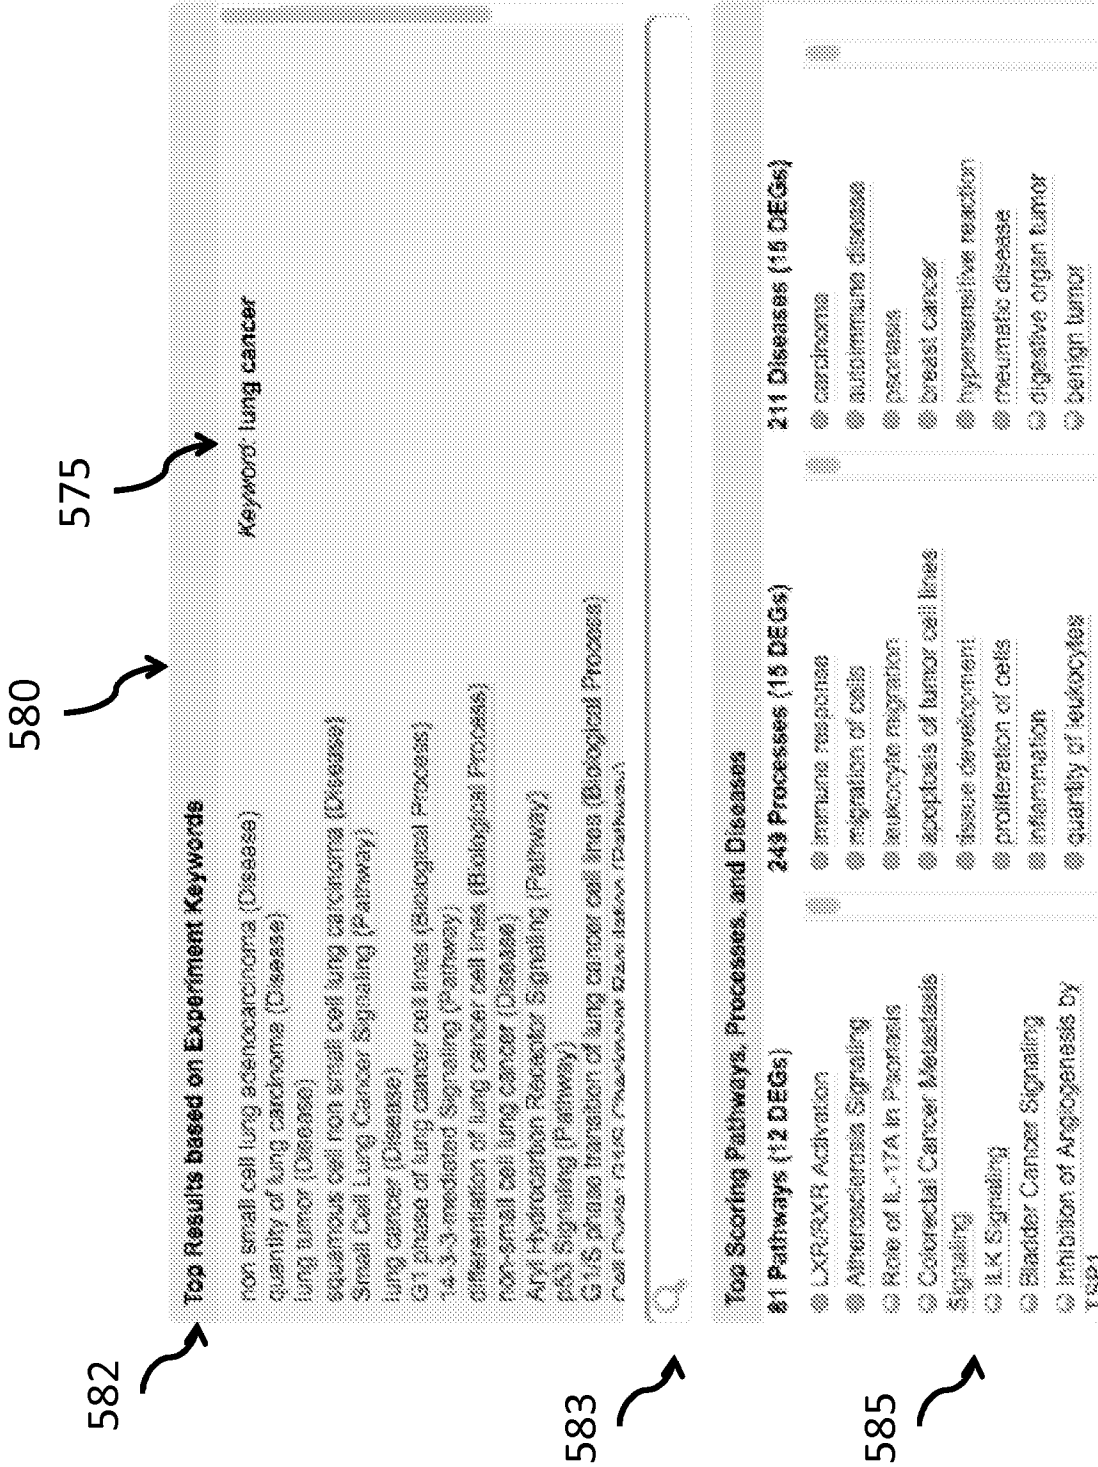 580
575
582
Top Results based on Experiment Keywords
Keyword: lung cancer
non small cell lung adenocarcinoma (Disease)
quantity of lung carcinoma (Disease)
lung tumor (Disease)
squamous cell non small cell lung carcinoma (Disease)
Small Cell Lung Cancer Signaling (Pathway)
lung cancer (Disease)
G1 phase of lung cancer cell lines (Biological Process)
14-3-3-mediated Signaling (Pathway)
differentiation of lung cancer cell lines (Biological Process)
non-small cell lung cancer (Disease)
Aryl Hydrocarbon Receptor Signaling (Pathway)
p53 Signaling (Pathway)
G1/S phase transition of lung cancer cell lines (Biological Process)
Cell Cycle: G1/S Checkpoint Regulation (Pathway)
583
Top Scoring Pathways, Processes, and Diseases
585
81 Pathways (12 DEGs)
LXR/RXR Activation
Atherosclerosis Signaling
Role of IL-17A in Psoriasis
Colorectal Cancer Metastasis
Signaling
ILK Signaling
Bladder Cancer Signaling
Inhibition of Angiogenesis by
TSP1
249 Processes (15 DEGs)
immune response
migration of cells
leukocyte migration
apoptosis of tumor cell lines
tissue development
proliferation of cells
inflammation
quantity of leukocytes
211 Diseases (15 DEGs)
carcinoma
autoimmune disease
psoriasis
breast cancer
hypersensitive reaction
rheumatic disease
digestive organ tumor
benign tumor